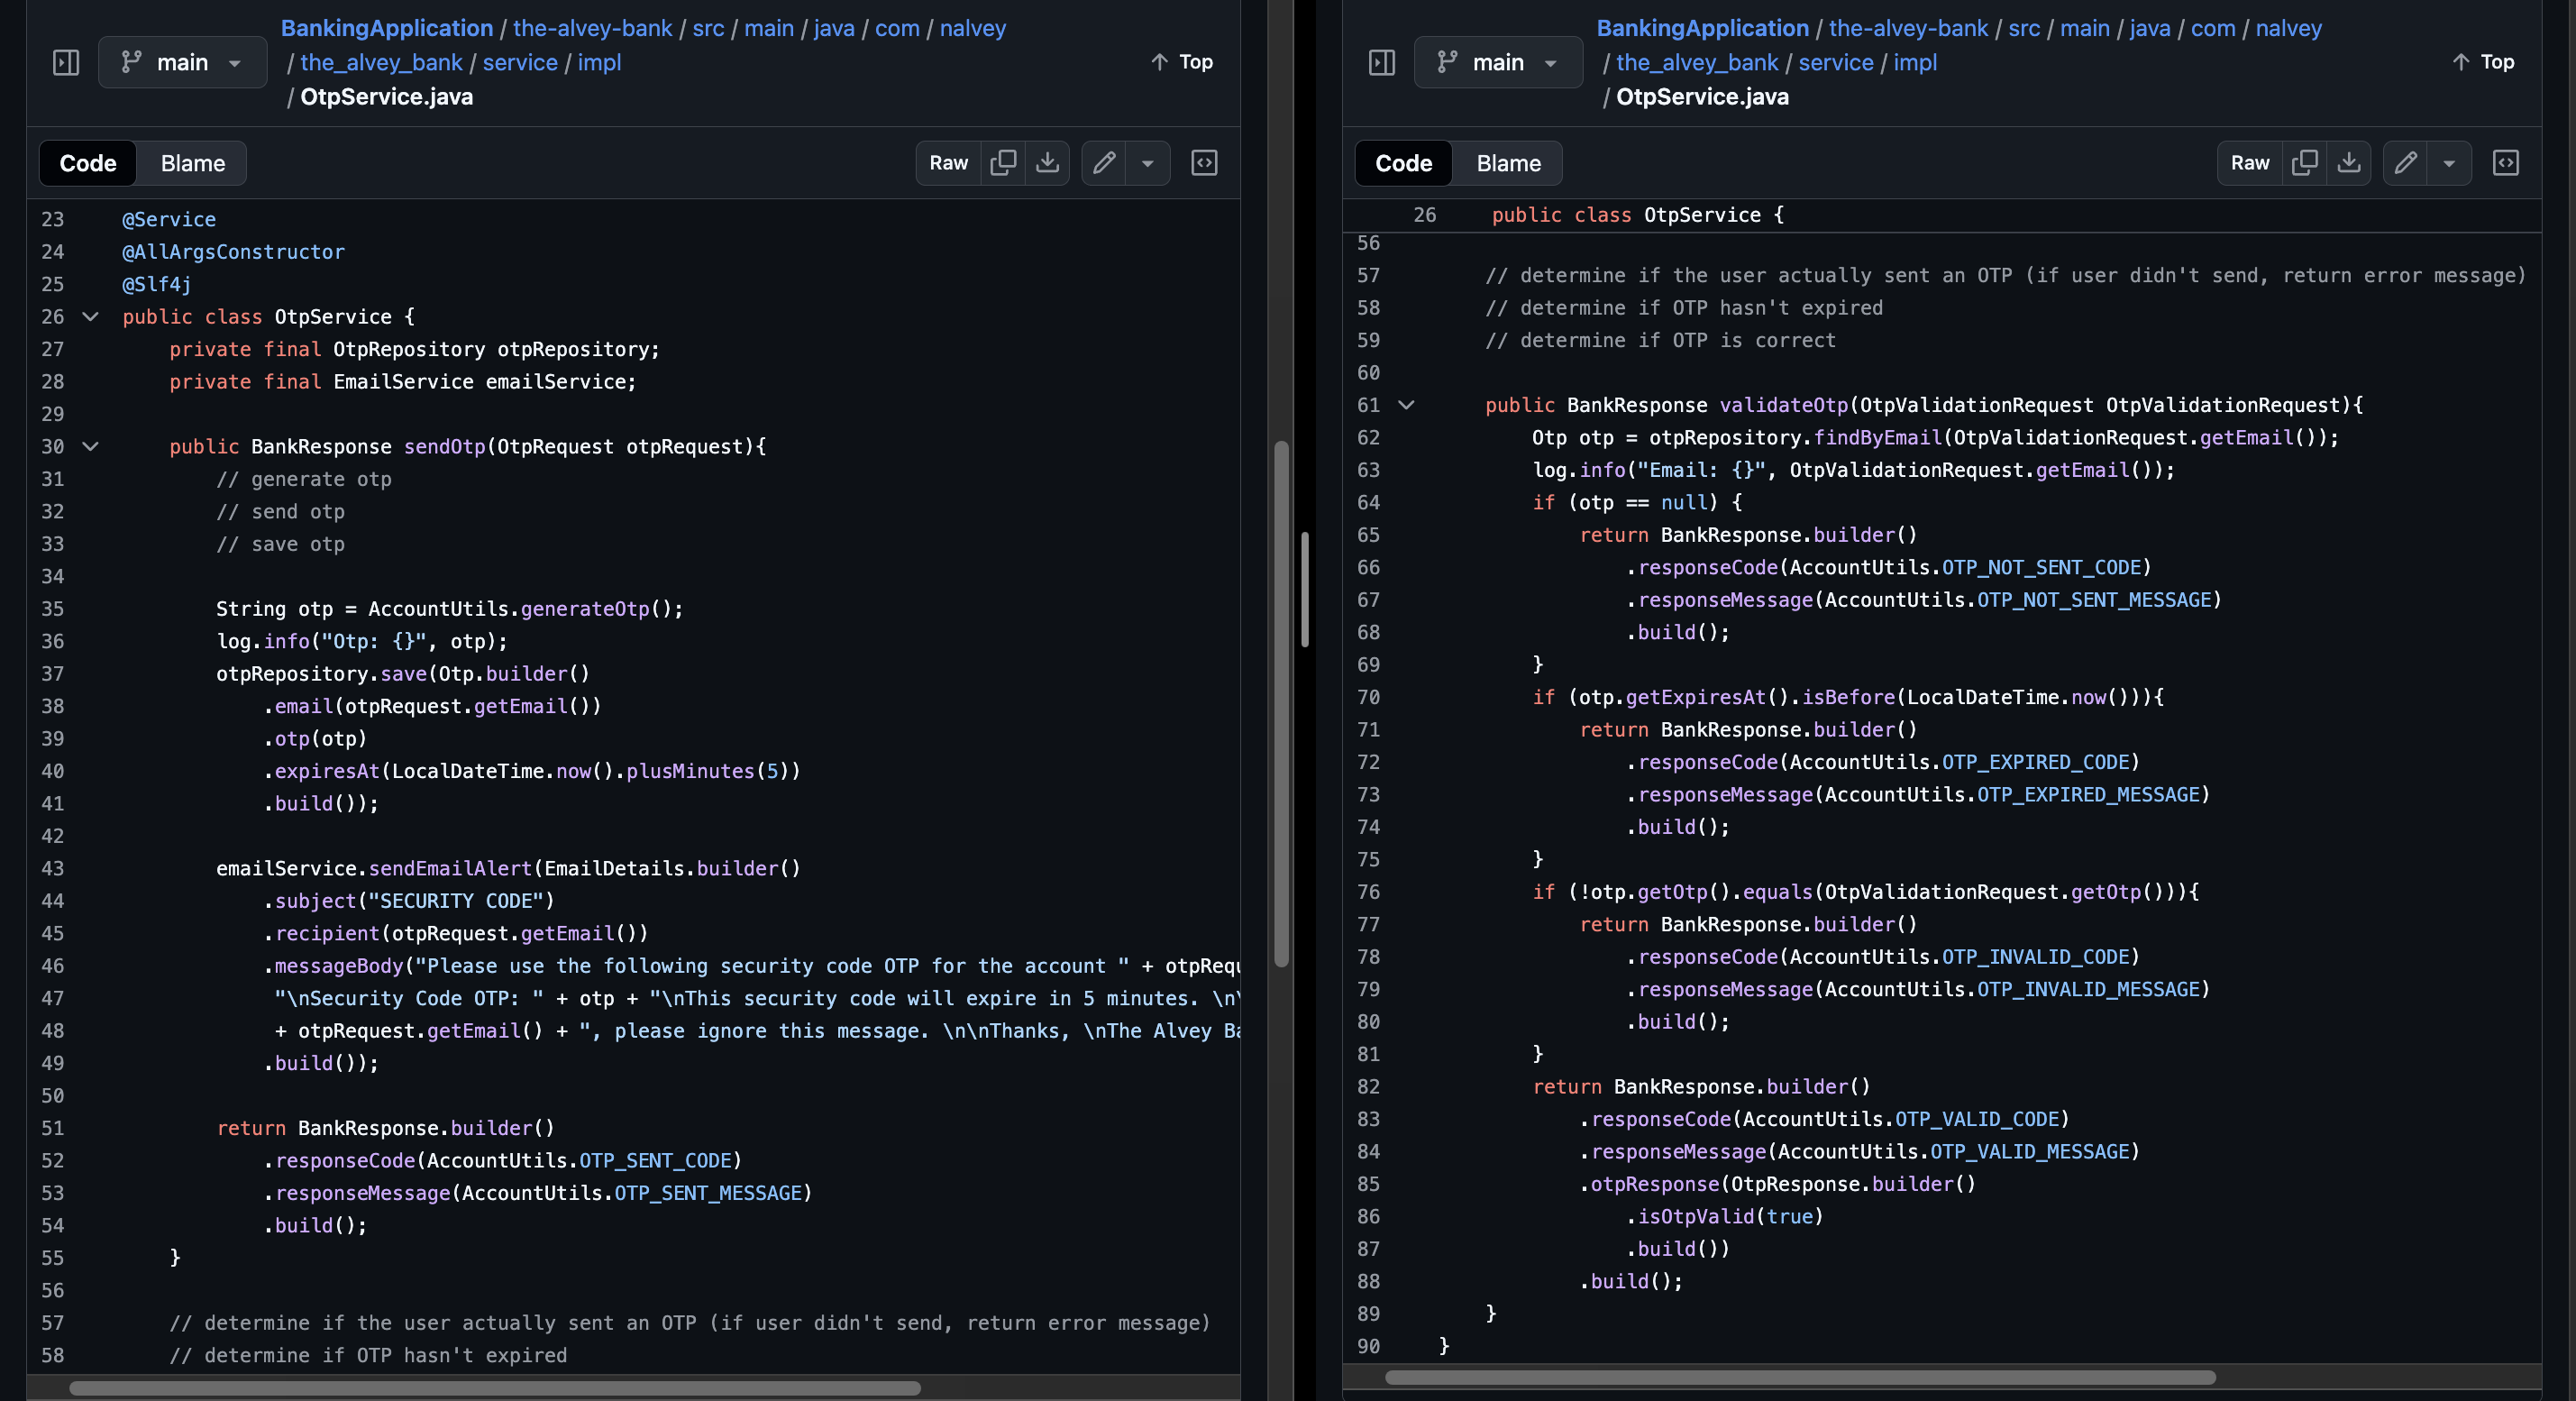 BankingApplication / the-alvey-bank / src / main / java / com / nalvey
main
/ the_alvey_bank / service / impl
Top
/ OtpService.java
Code Blame Raw
23 @Service
24 @AllArgsConstructor
25 @Slf4j
26 public class OtpService {
27 private final OtpRepository otpRepository;
28 private final EmailService emailService;
29
30 public BankResponse sendOtp(OtpRequest otpRequest){
31 // generate otp
32 // send otp
33 // save otp
34
35 String otp = AccountUtils.generateOtp();
36 log.info("Otp: {}", otp);
37 otpRepository.save(Otp.builder()
38 .email(otpRequest.getEmail())
39 .otp(otp)
40 .expiresAt(LocalDateTime.now().plusMinutes(5))
41 .build());
42
43 emailService.sendEmailAlert(EmailDetails.builder()
44 .subject("SECURITY CODE")
45 .recipient(otpRequest.getEmail())
46 .messageBody("Please use the following security code OTP for the account " + otpRequ
47 "\nSecurity Code OTP: " + otp + "\nThis security code will expire in 5 minutes. \n\
48 + otpRequest.getEmail() + ", please ignore this message. \n\nThanks, \nThe Alvey Ba
49 .build());
50
51 return BankResponse.builder()
52 .responseCode(AccountUtils.OTP_SENT_CODE)
53 .responseMessage(AccountUtils.OTP_SENT_MESSAGE)
54 .build();
55 }
56
57 // determine if the user actually sent an OTP (if user didn't send, return error message)
58 // determine if OTP hasn't expired
BankingApplication / the-alvey-bank / src / main / java / com / nalvey
main
/ the_alvey_bank / service / impl
Top
/ OtpService.java
Code Blame Raw
26 public class OtpService {
56
57 // determine if the user actually sent an OTP (if user didn't send, return error message)
58 // determine if OTP hasn't expired
59 // determine if OTP is correct
60
61 public BankResponse validateOtp(OtpValidationRequest OtpValidationRequest){
62 Otp otp = otpRepository.findByEmail(OtpValidationRequest.getEmail());
63 log.info("Email: {}", OtpValidationRequest.getEmail());
64 if (otp == null) {
65 return BankResponse.builder()
66 .responseCode(AccountUtils.OTP_NOT_SENT_CODE)
67 .responseMessage(AccountUtils.OTP_NOT_SENT_MESSAGE)
68 .build();
69 }
70 if (otp.getExpiresAt().isBefore(LocalDateTime.now())){
71 return BankResponse.builder()
72 .responseCode(AccountUtils.OTP_EXPIRED_CODE)
73 .responseMessage(AccountUtils.OTP_EXPIRED_MESSAGE)
74 .build();
75 }
76 if (!otp.getOtp().equals(OtpValidationRequest.getOtp())){
77 return BankResponse.builder()
78 .responseCode(AccountUtils.OTP_INVALID_CODE)
79 .responseMessage(AccountUtils.OTP_INVALID_MESSAGE)
80 .build();
81 }
82 return BankResponse.builder()
83 .responseCode(AccountUtils.OTP_VALID_CODE)
84 .responseMessage(AccountUtils.OTP_VALID_MESSAGE)
85 .otpResponse(OtpResponse.builder()
86 .isOtpValid(true)
87 .build())
88 .build();
89 }
90 }